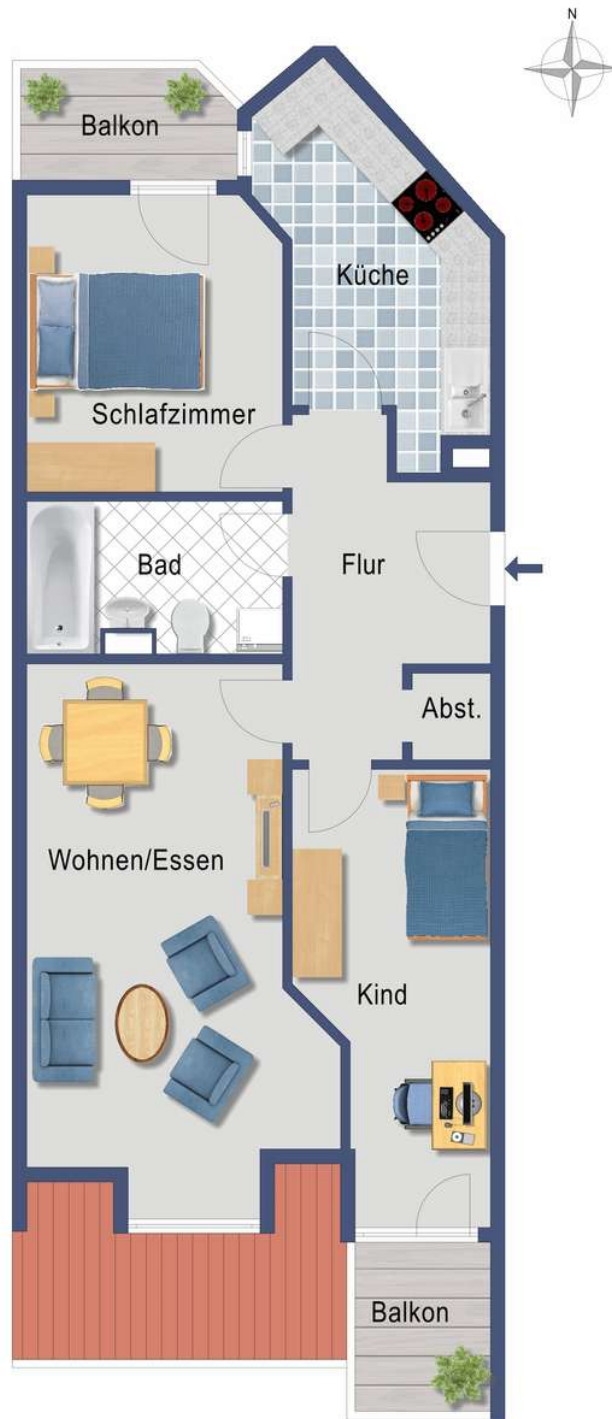 N
Balkon
Küche
Schlafzimmer
Bad
Flur
Abst.
Wohnen/Essen
Kind
Balkon